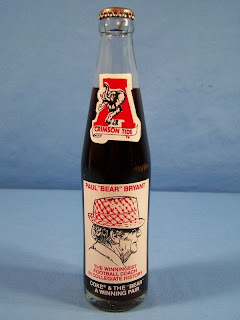 A
CRIMSON TIDE
PAUL "BEAR" BRYANT
THE WINNINGEST
FOOTBALL COACH
IN COLLEGIATE HISTORY
COKE® & THE "BEAR"
A WINNING PAIR